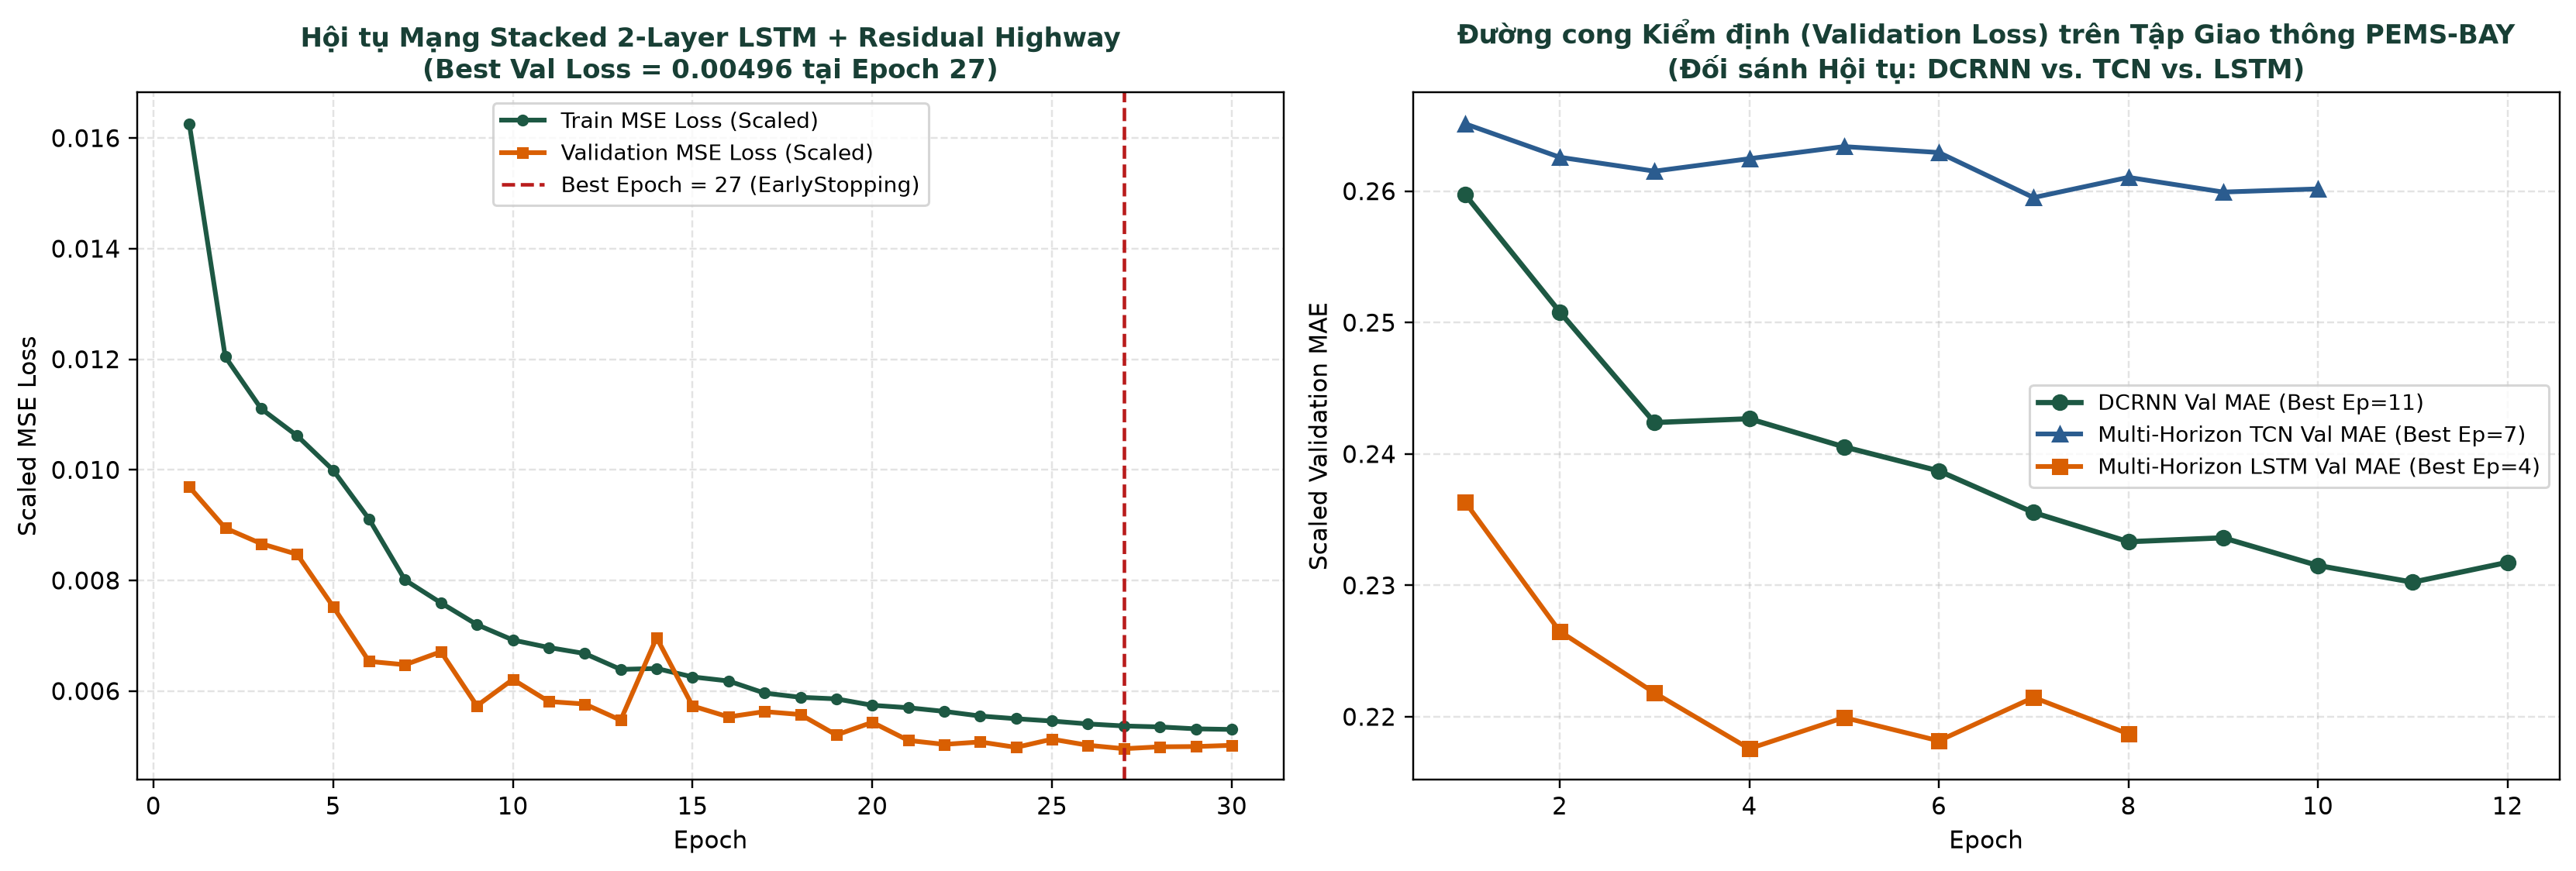 Hội tụ Mạng Stacked 2-Layer LSTM + Residual Highway
(Best Val Loss = 0.00496 tại Epoch 27)
Train MSE Loss (Scaled)
Validation MSE Loss (Scaled)
Best Epoch = 27 (EarlyStopping)
Scaled MSE Loss
0.016
0.014
0.012
0.010
0.008
0.006
0
5
10
15
20
25
30
Epoch
Đường cong Kiểm định (Validation Loss) trên Tập Giao thông PEMS-BAY
(Đối sánh Hội tụ: DCRNN vs. TCN vs. LSTM)
DCRNN Val MAE (Best Ep=11)
Multi-Horizon TCN Val MAE (Best Ep=7)
Multi-Horizon LSTM Val MAE (Best Ep=4)
Scaled Validation MAE
0.26
0.25
0.24
0.23
0.22
2
4
6
8
10
12
Epoch